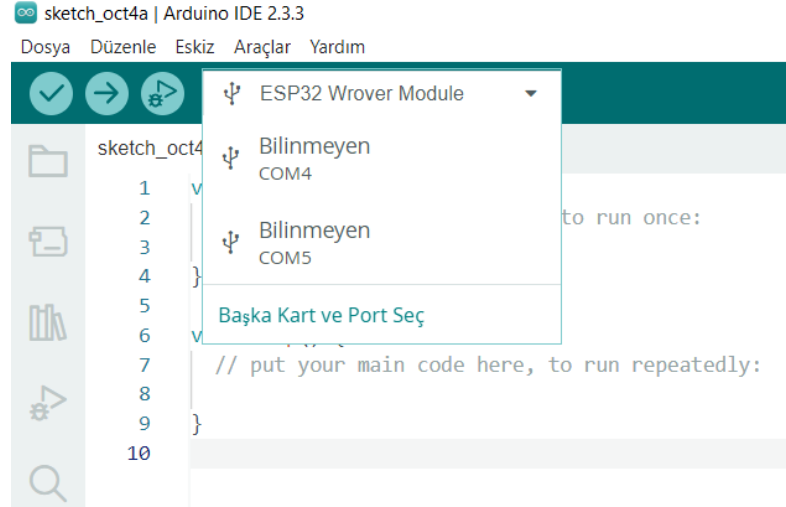 sketch_oct4a | Arduino IDE 2.3.3
Dosya Düzenle Eskiz Araçlar Yardım
ESP32 Wrover Module
Bilinmeyen
COM4
Bilinmeyen
COM5
Başka Kart ve Port Seç
sketch_oct4
1 v
2 to run once:
3
4 }
5
6 v
7 // put your main code here, to run repeatedly:
8
9 }
10